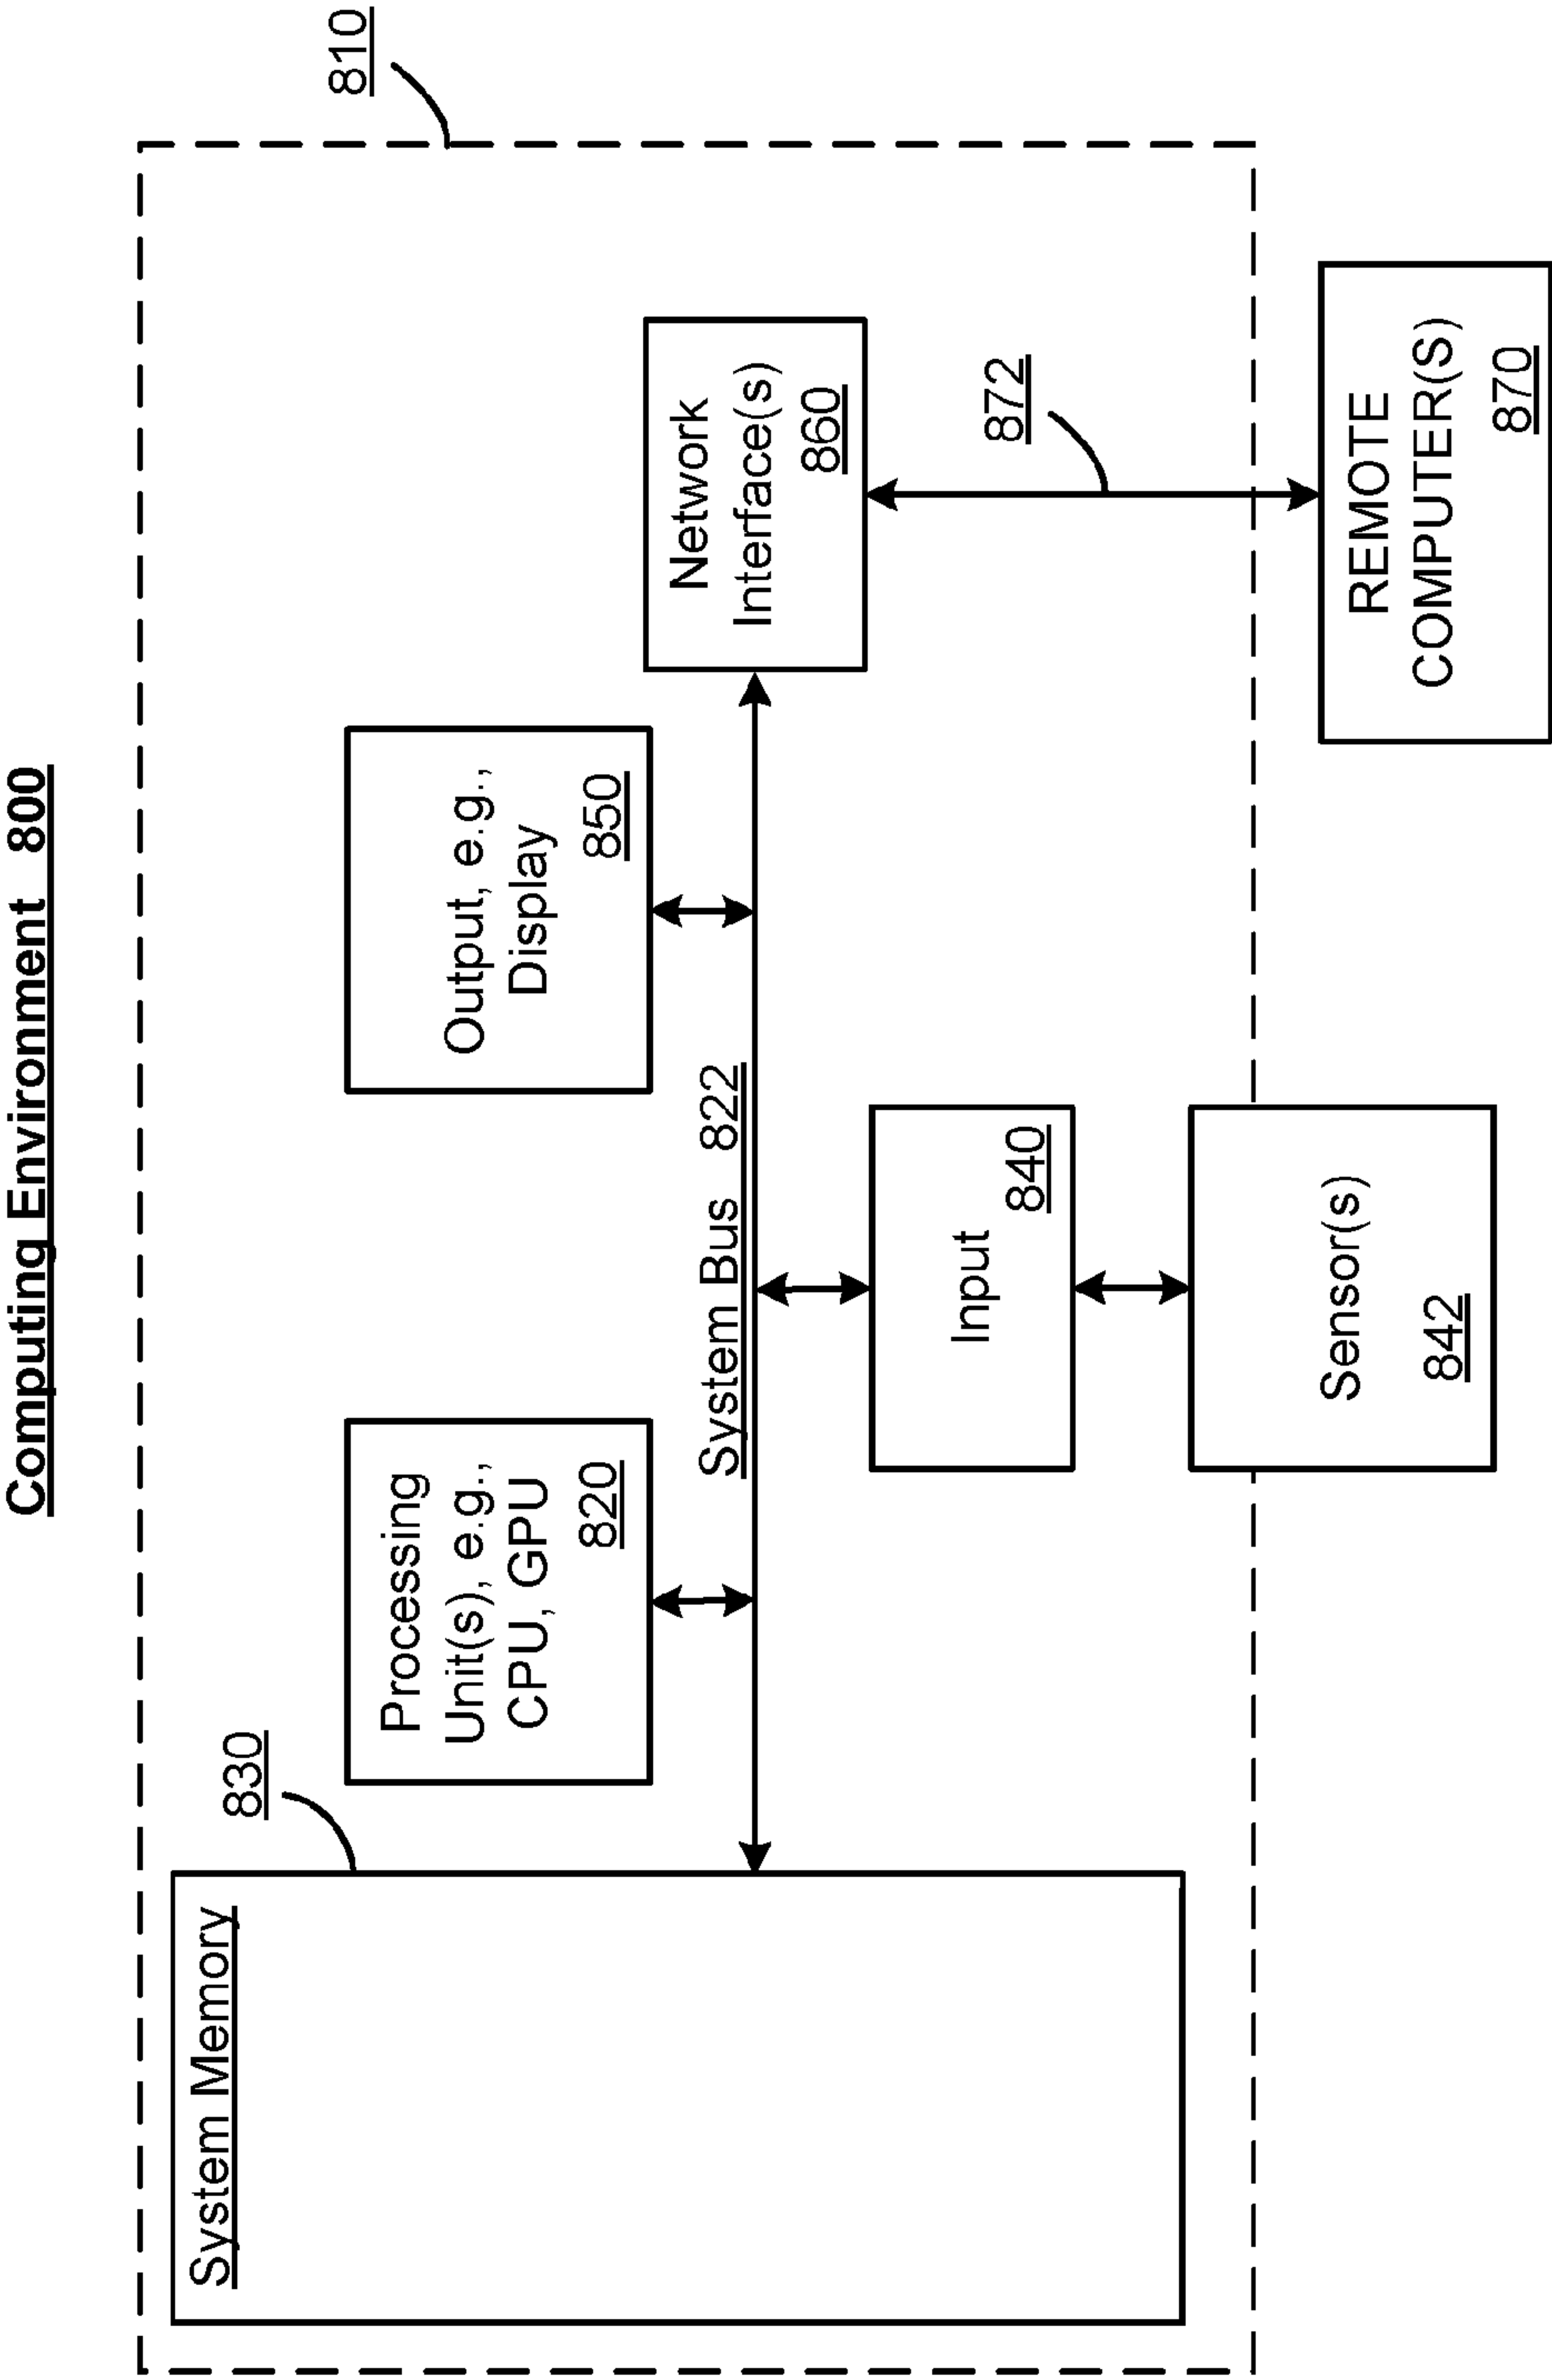 Computing Environment 800
810
System Memory
830
Processing
Unit(s), e.g.,
CPU, GPU
820
Output, e.g.,
Display
850
System Bus 822
Network
Interface(s)
860
Input
840
872
Sensor(s)
842
REMOTE
COMPUTER(S)
870